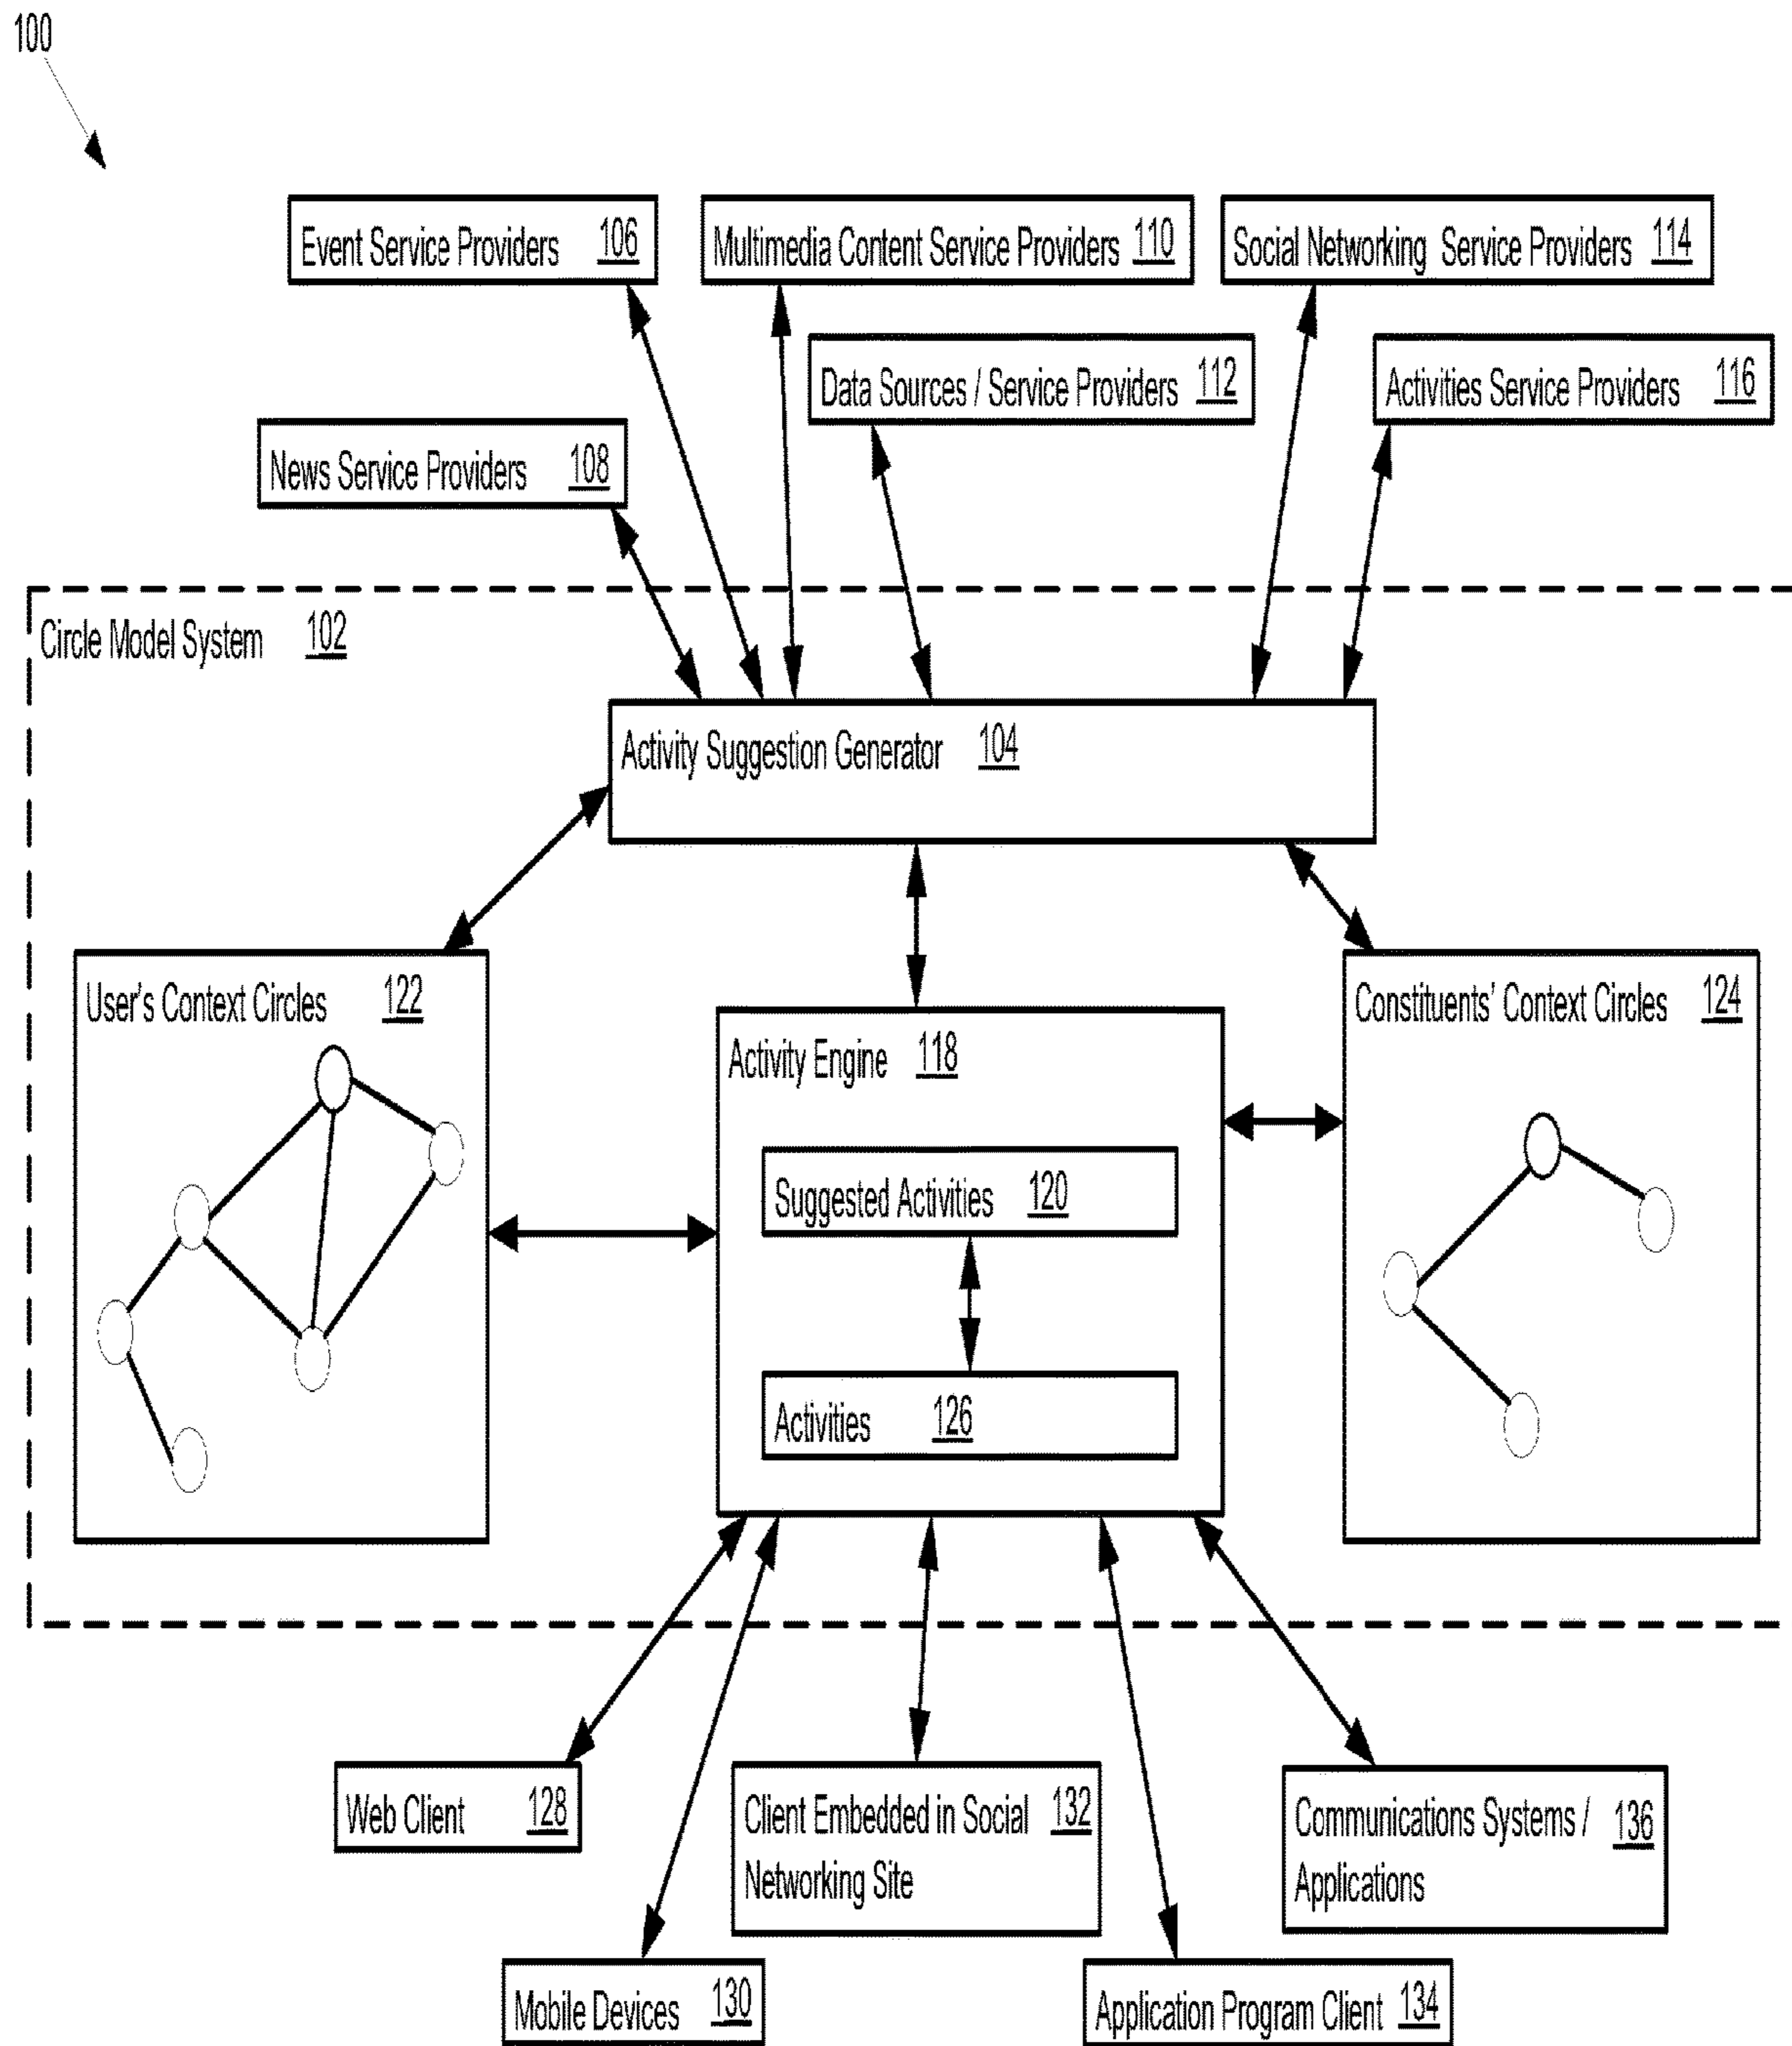 100
Event Service Providers 106
Multimedia Content Service Providers 110
Social Networking Service Providers 114
Data Sources / Service Providers 112
Activities Service Providers 116
News Service Providers 108
Circle Model System 102
Activity Suggestion Generator 104
User's Context Circles 122
Constituents' Context Circles 124
Activity Engine 118
Suggested Activities 120
Activities 126
Web Client 128
Client Embedded in Social 132
Networking Site
Communications Systems / 136
Applications
Mobile Devices 130
Application Program Client 134